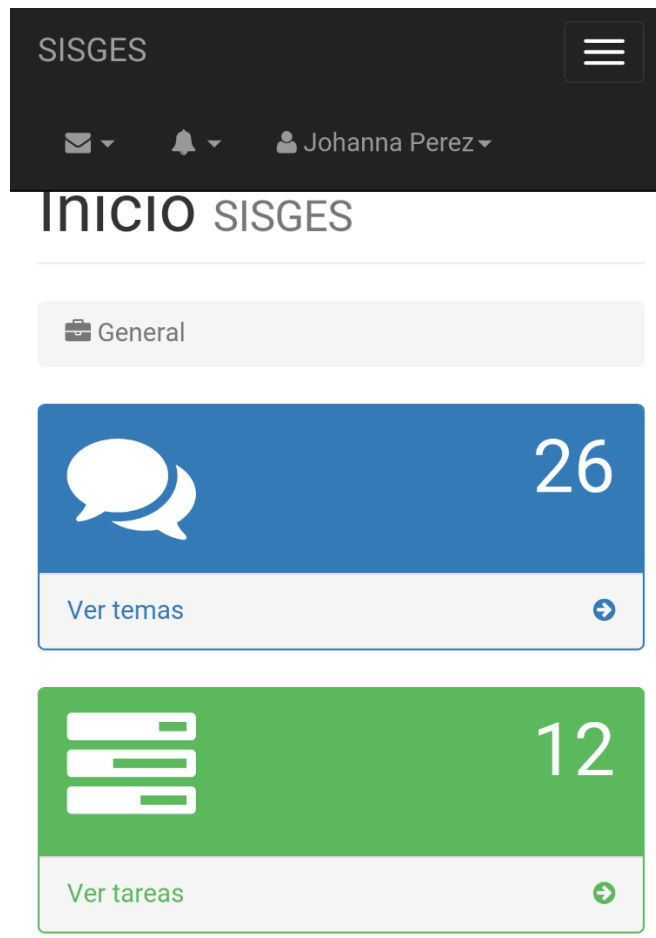 SISGES
Johanna Perez
Inicio SISGES
General
26
Ver temas
12
Ver tareas